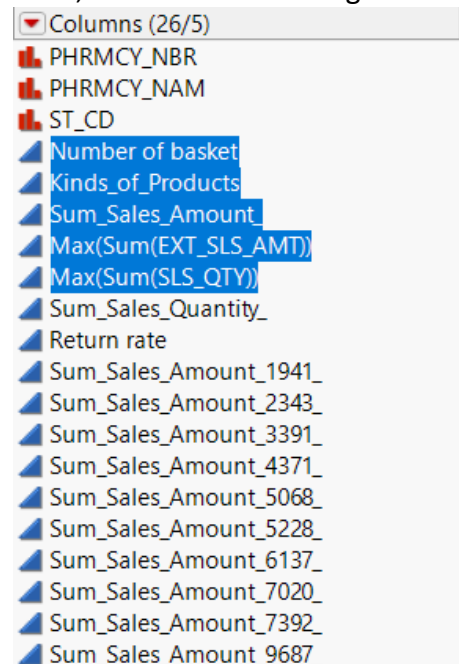 Columns (26/5)
PHRMCY_NBR
PHRMCY_NAM
ST_CD
Number of basket
Kinds_of_Products
Sum_Sales_Amount_
Max(Sum(EXT_SLS_AMT))
Max(Sum(SLS_QTY))
Sum_Sales_Quantity_
Return rate
Sum_Sales_Amount_1941_
Sum_Sales_Amount_2343_
Sum_Sales_Amount_3391_
Sum_Sales_Amount_4371_
Sum_Sales_Amount_5068_
Sum_Sales_Amount_5228_
Sum_Sales_Amount_6137_
Sum_Sales_Amount_7020_
Sum_Sales_Amount_7392_
Sum_Sales_Amount_9687_